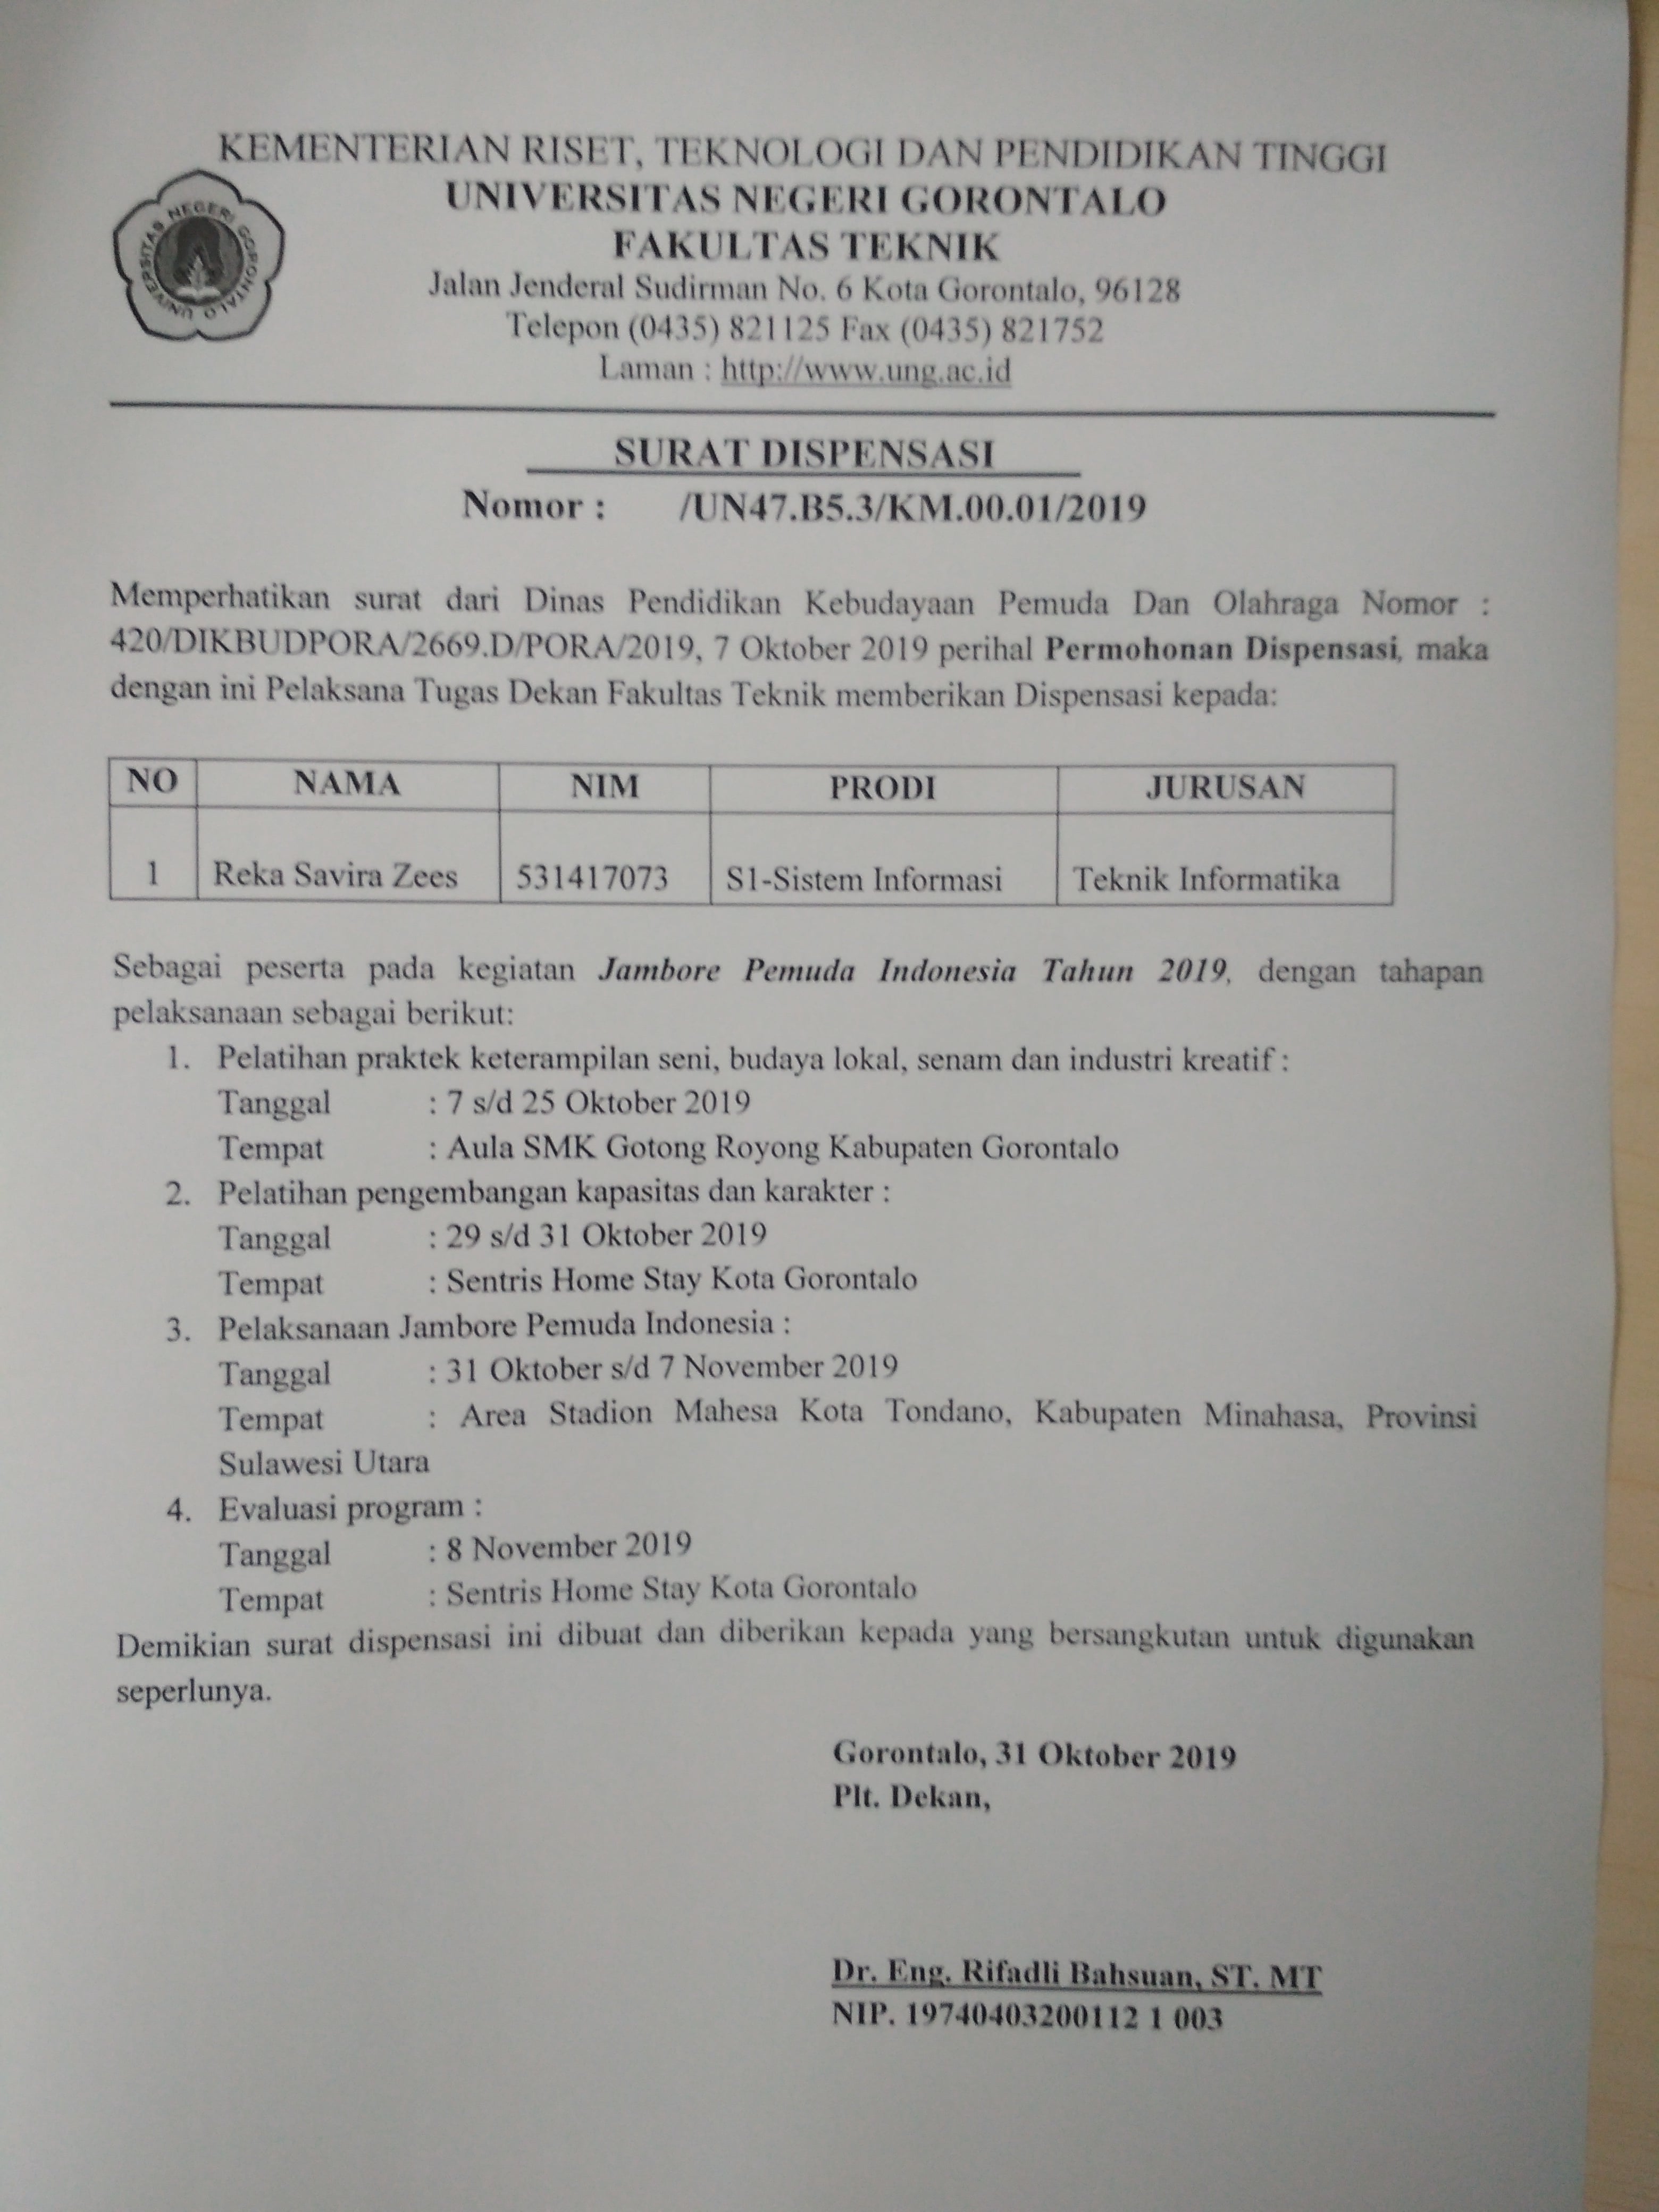 KEMENTERIAN RISET, TEKNOLOGI DAN PENDIDIKAN TINGGI
UNIVERSITAS NEGERI GORONTALO
FAKULTAS TEKNIK
Jalan Jenderal Sudirman No. 6 Kota Gorontalo, 96128
Telepon (0435) 821125 Fax (0435) 821752
Laman : http://www.ung.ac.id
UNIVERSITAS NEGERI GORONTALO
SURAT DISPENSASI
Nomor : /UN47.B5.3/KM.00.01/2019
Memperhatikan surat dari Dinas Pendidikan Kebudayaan Pemuda Dan Olahraga Nomor :
420/DIKBUDPORA/2669.D/PORA/2019, 7 Oktober 2019 perihal Permohonan Dispensasi, maka
dengan ini Pelaksana Tugas Dekan Fakultas Teknik memberikan Dispensasi kepada:
NO NAMA NIM PRODI JURUSAN
1 Reka Savira Zees 531417073 S1-Sistem Informasi Teknik Informatika
Sebagai peserta pada kegiatan Jambore Pemuda Indonesia Tahun 2019, dengan tahapan
pelaksanaan sebagai berikut:
1. Pelatihan praktek keterampilan seni, budaya lokal, senam dan industri kreatif :
Tanggal : 7 s/d 25 Oktober 2019
Tempat : Aula SMK Gotong Royong Kabupaten Gorontalo
2. Pelatihan pengembangan kapasitas dan karakter :
Tanggal : 29 s/d 31 Oktober 2019
Tempat : Sentris Home Stay Kota Gorontalo
3. Pelaksanaan Jambore Pemuda Indonesia :
Tanggal : 31 Oktober s/d 7 November 2019
Tempat : Area Stadion Mahesa Kota Tondano, Kabupaten Minahasa, Provinsi
Sulawesi Utara
4. Evaluasi program :
Tanggal : 8 November 2019
Tempat : Sentris Home Stay Kota Gorontalo
Demikian surat dispensasi ini dibuat dan diberikan kepada yang bersangkutan untuk digunakan
seperlunya.
Gorontalo, 31 Oktober 2019
Plt. Dekan,
Dr. Eng. Rifadli Bahsuan, ST. MT
NIP. 19740403200112 1 003